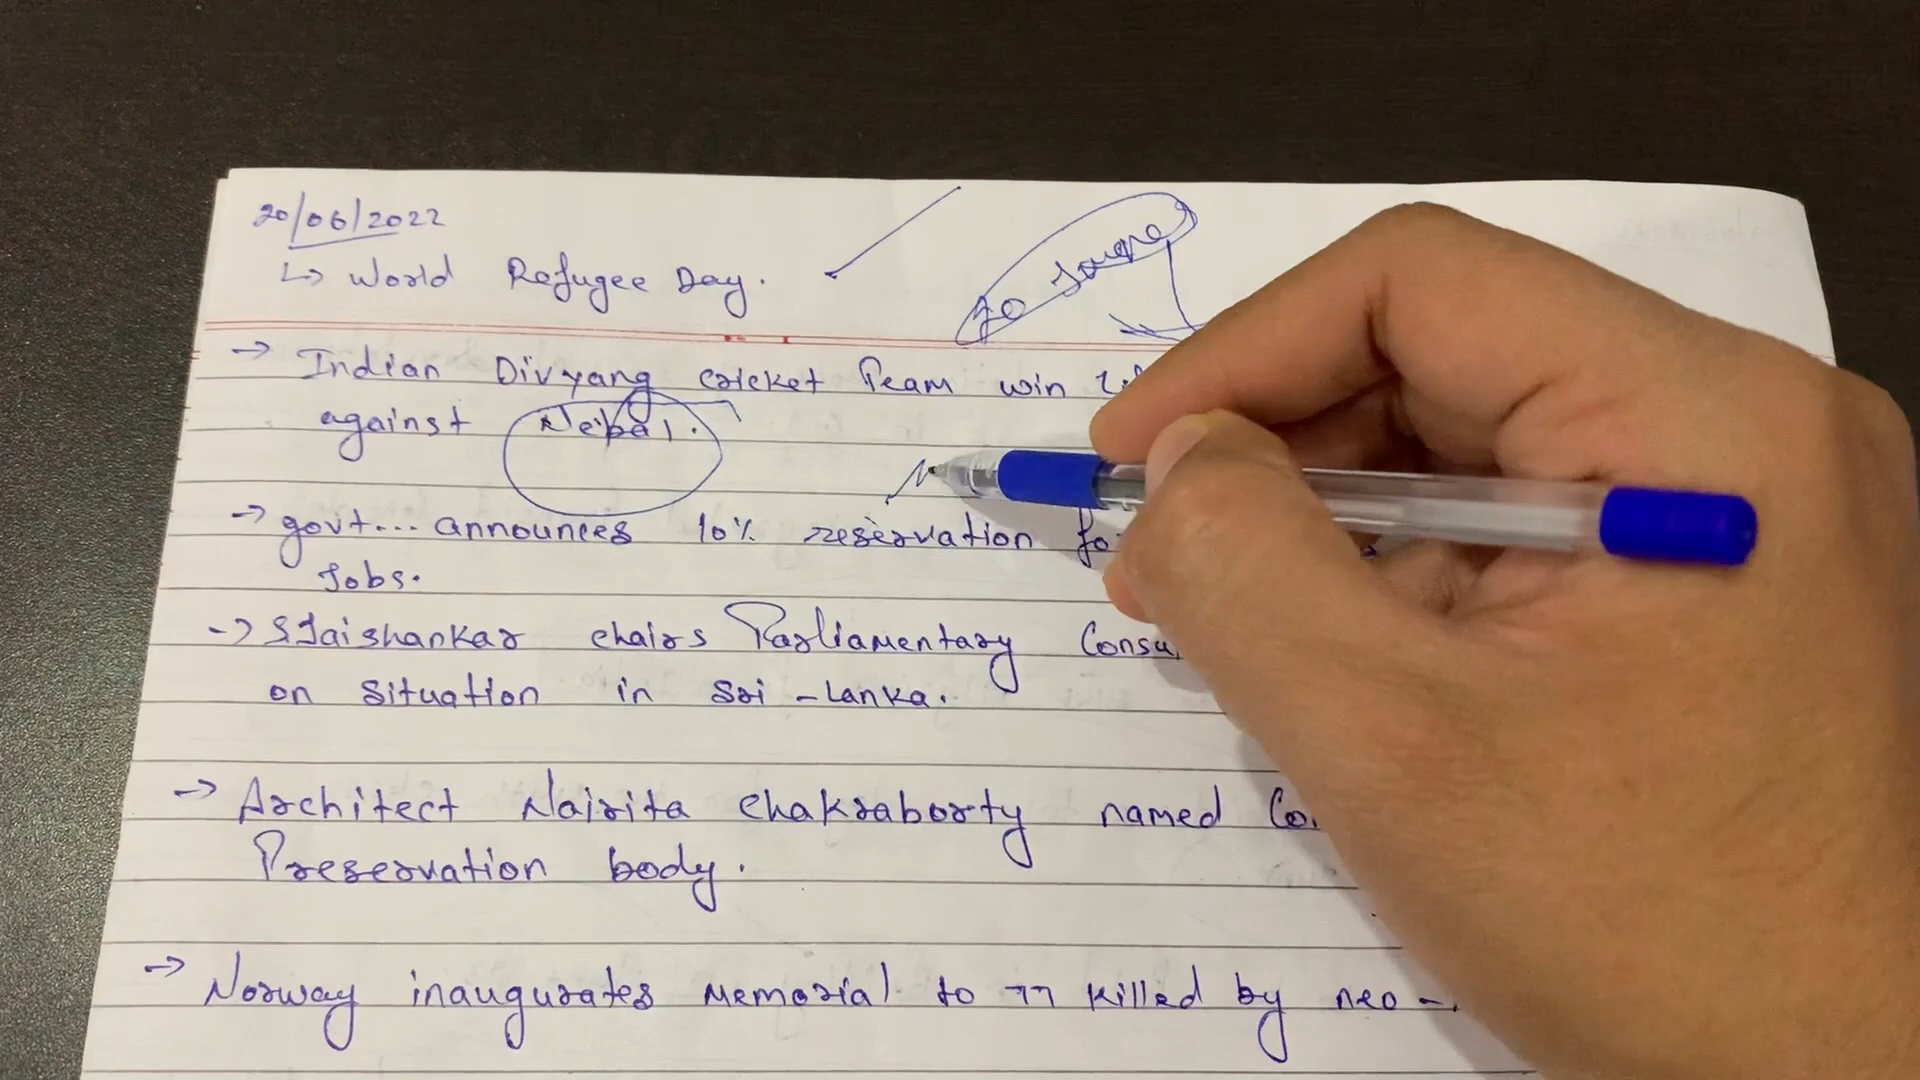 20/06/2022
↳ World Refugee Day.
20 June
→ Indian Divyang cricket Team win
against Nepal.
→ govt... announces 10% reservation
Jobs.
→ S Jaishankar chairs Parliamentary
on situation in Sri-Lanka.
→ Architect Nairita Chakraborty named
Preservation body.
→ Norway inaugurates memorial to 77 killed by neo-